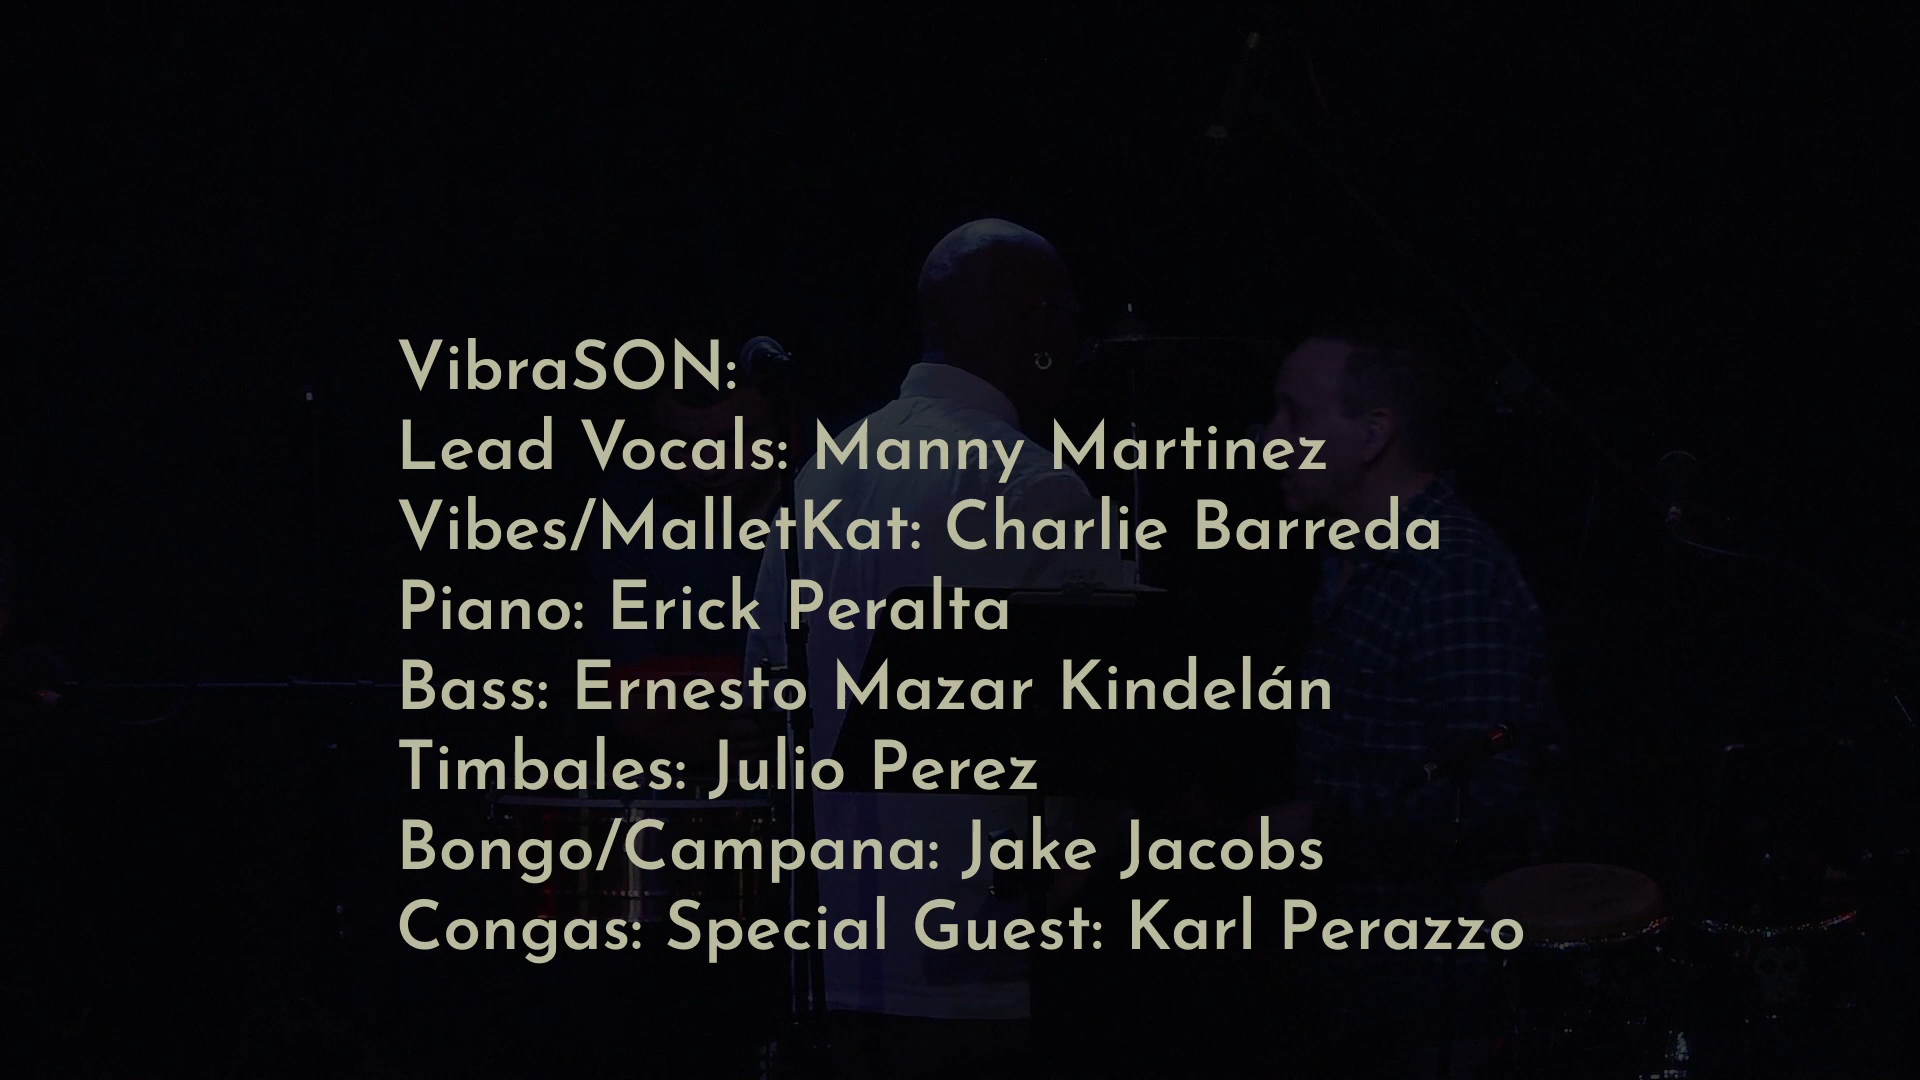 VibraSON:
Lead Vocals: Manny Martinez
Vibes/MalletKat: Charlie Barreda
Piano: Erick Peralta
Bass: Ernesto Mazar Kindelán
Timbales: Julio Perez
Bongo/Campana: Jake Jacobs
Congas: Special Guest: Karl Perazzo